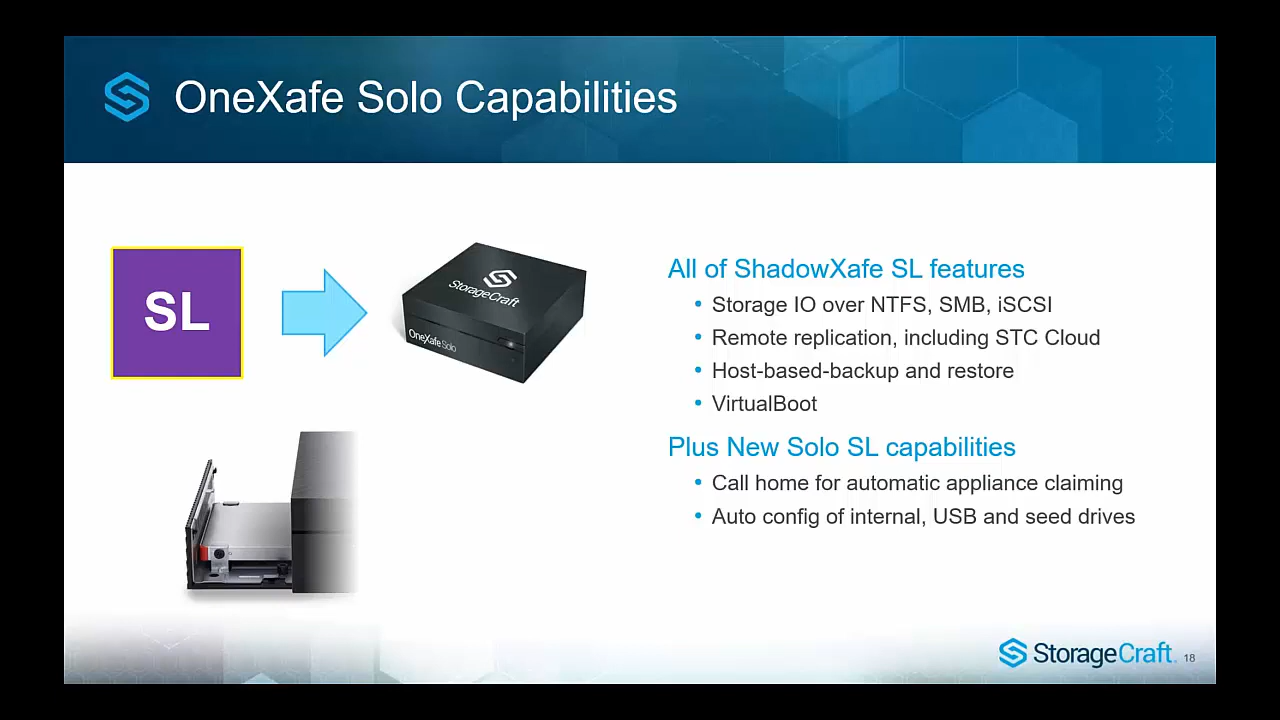 OneXafe Solo Capabilities
SL
StorageCraft
OneXafe Solo
All of ShadowXafe SL features
• Storage IO over NTFS, SMB, iSCSI
• Remote replication, including STC Cloud
• Host-based-backup and restore
• VirtualBoot
Plus New Solo SL capabilities
• Call home for automatic appliance claiming
• Auto config of internal, USB and seed drives
StorageCraft 18